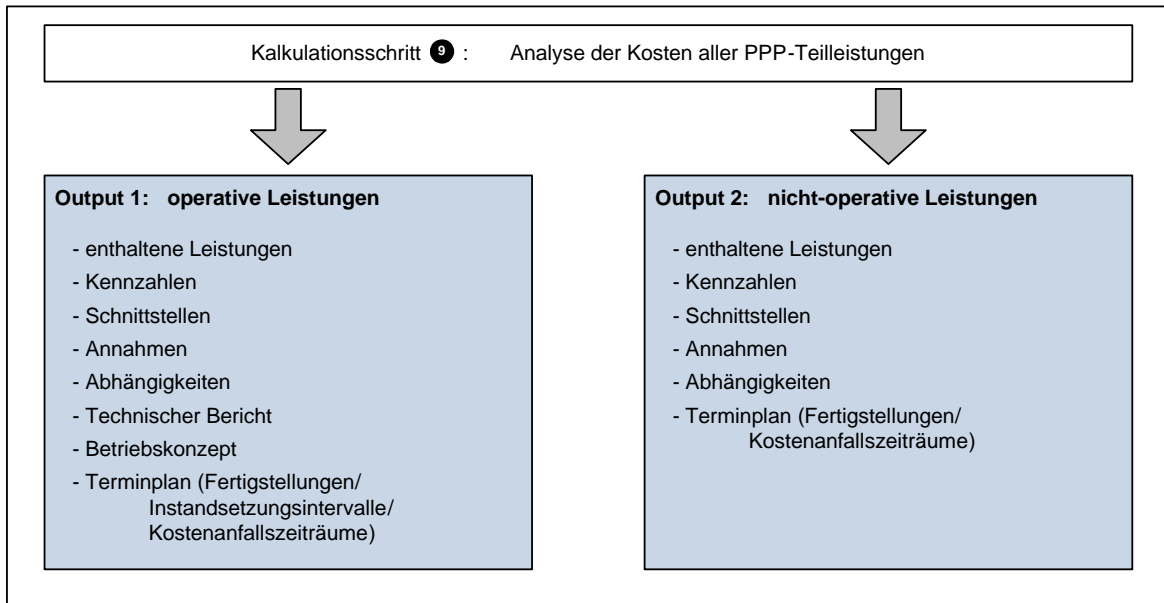 Kalkulationsschritt 9 : Analyse der Kosten aller PPP-Teilleistungen
Output 1: operative Leistungen
- enthaltene Leistungen
- Kennzahlen
- Schnittstellen
- Annahmen
- Abhängigkeiten
- Technischer Bericht
- Betriebskonzept
- Terminplan (Fertigstellungen/
Instandsetzungsintervalle/
Kostenanfallszeiträume)
Output 2: nicht-operative Leistungen
- enthaltene Leistungen
- Kennzahlen
- Schnittstellen
- Annahmen
- Abhängigkeiten
- Terminplan (Fertigstellungen/
Kostenanfallszeiträume)